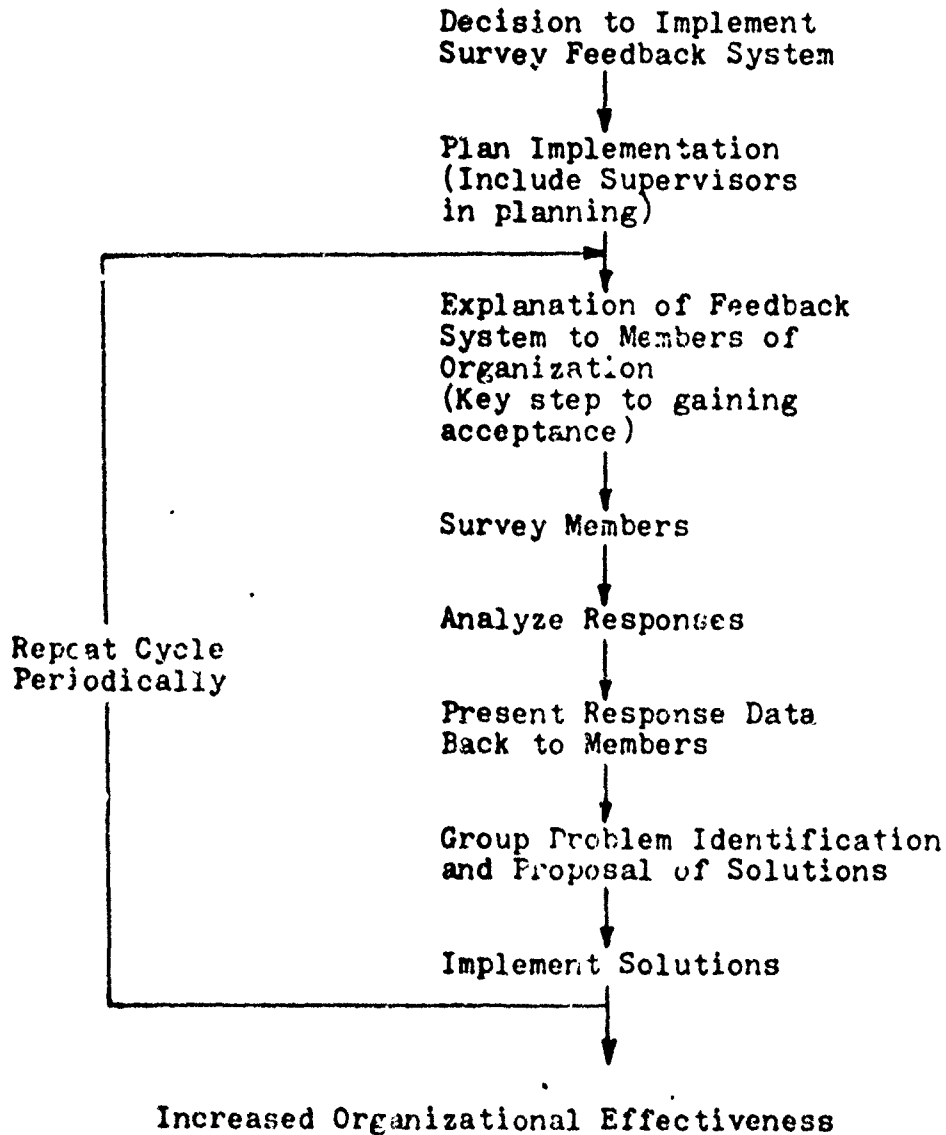 Decision to Implement
Survey Feedback System
Plan Implementation
(Include Supervisors
in planning)
Explanation of Feedback
System to Members of
Organization
(Key step to gaining
acceptance)
Survey Members
Analyze Responses
Repeat Cycle
Periodically
Present Response Data
Back to Members
Group Problem Identification
and Proposal of Solutions
Implement Solutions
Increased Organizational Effectiveness